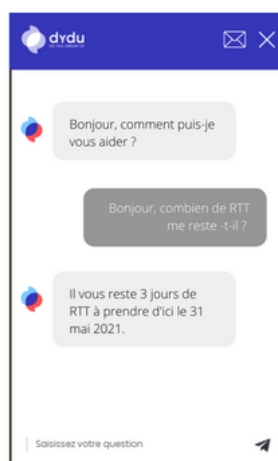 dydu
Bonjour, comment puis-je
vous aider ?
Bonjour, combien de RTT
me reste -t-il ?
Il vous reste 3 jours de
RTT à prendre d'ici le 31
mai 2021.
Saisissez votre question